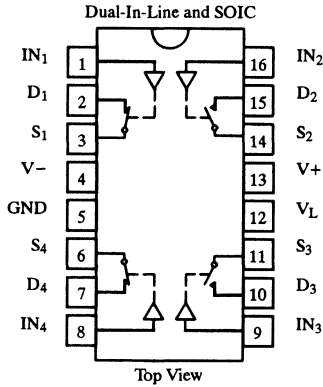 Dual-In-Line and SOIC
IN1 1 16 IN2
D1 2 15 D2
S1 3 14 S2
V− 4 13 V+
GND 5 12 VL
S4 6 11 S3
D4 7 10 D3
IN4 8 9 IN3
Top View